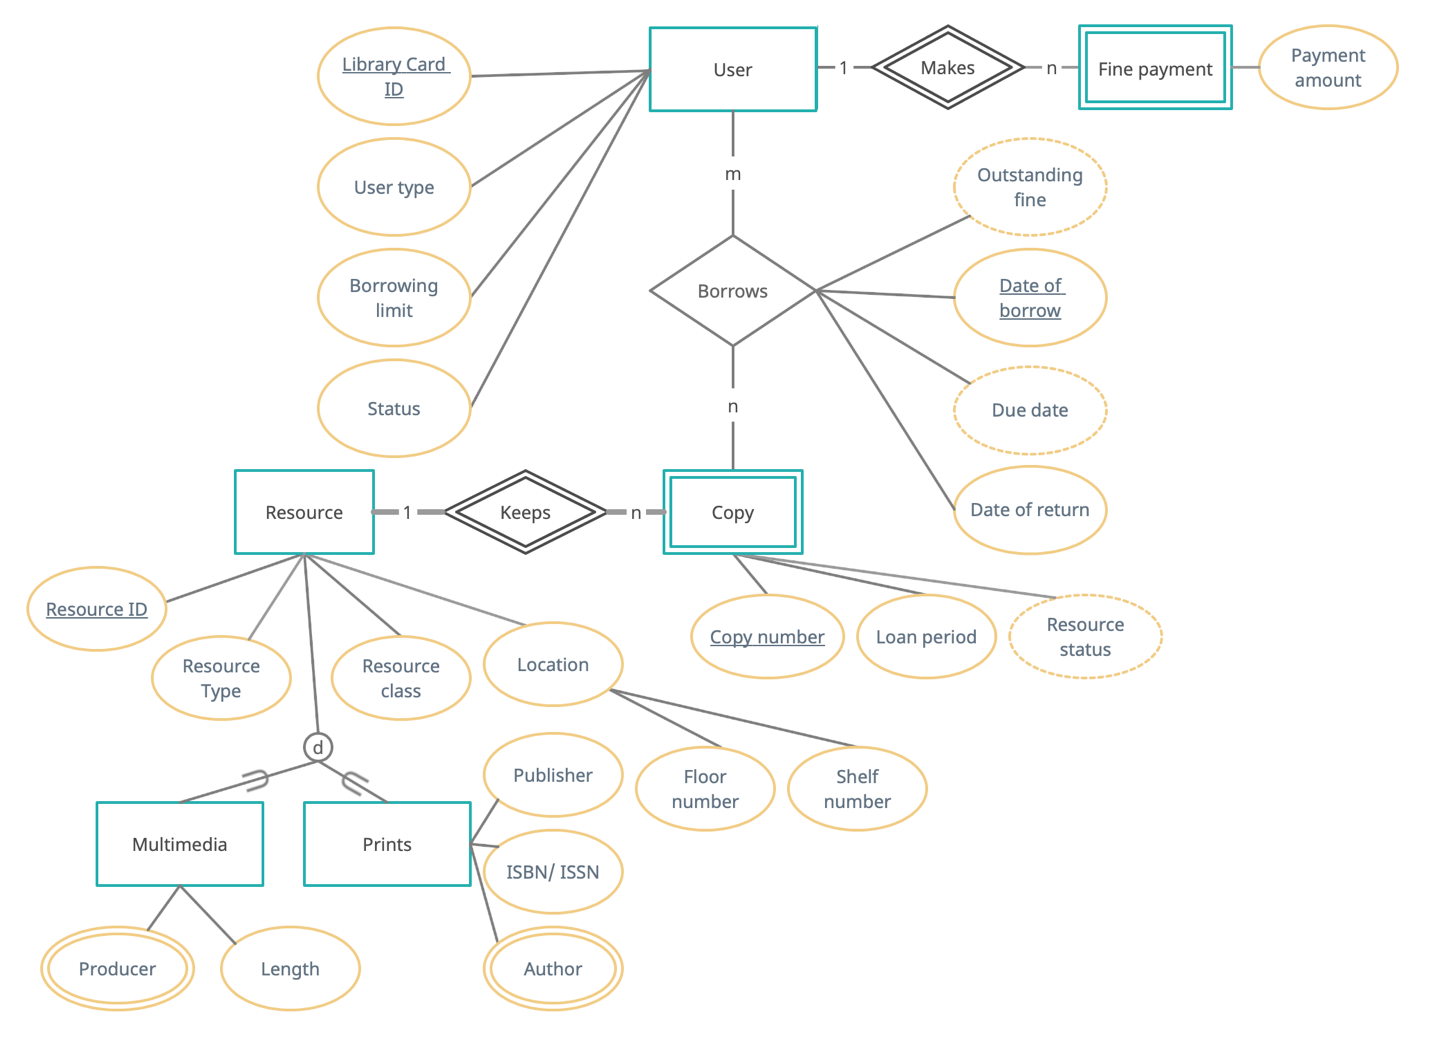 Library Card
ID
User
1
Makes
n
Fine payment
Payment
amount
User type
m
Outstanding
fine
Borrowing
limit
Borrows
Date of
borrow
Status
n
Due date
Resource
1
Keeps
n
Copy
Date of return
Resource ID
Resource
Type
Resource
class
Location
Copy number
Loan period
Resource
status
d
Publisher
Floor
number
Shelf
number
Multimedia
Prints
ISBN/ ISSN
Producer
Length
Author